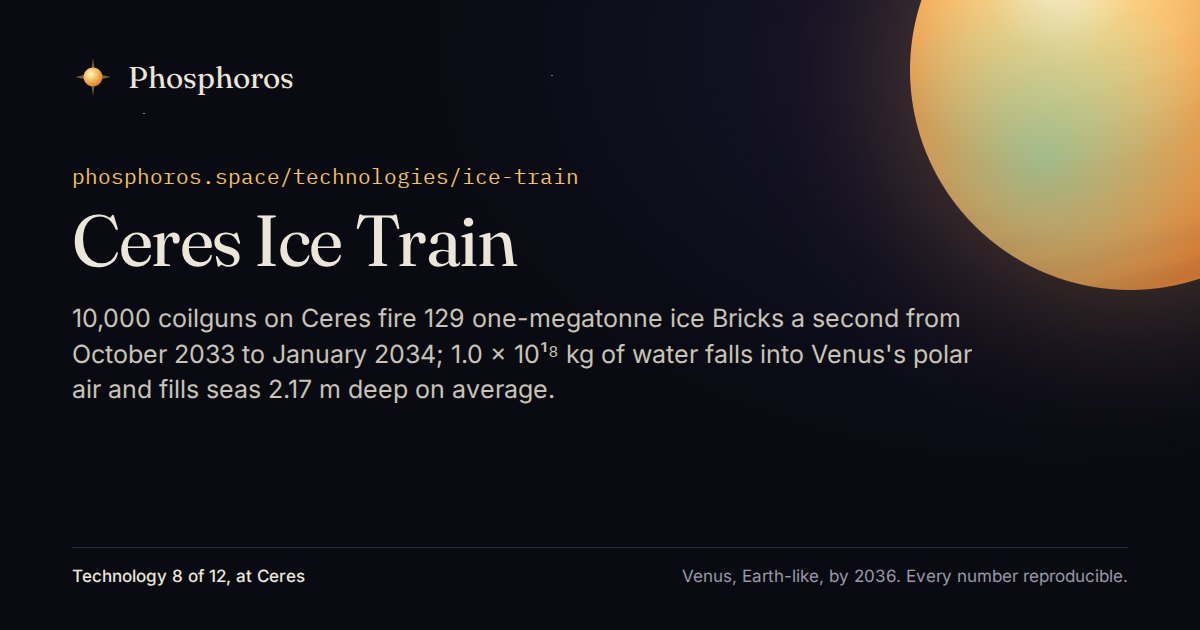 Phosphoros
phosphoros.space/technologies/ice-train
Ceres Ice Train
10,000 coilguns on Ceres fire 129 one-megatonne ice Bricks a second from
October 2033 to January 2034; 1.0 × 10¹⁸ kg of water falls into Venus's polar
air and fills seas 2.17 m deep on average.
Technology 8 of 12, at Ceres
Venus, Earth-like, by 2036. Every number reproducible.